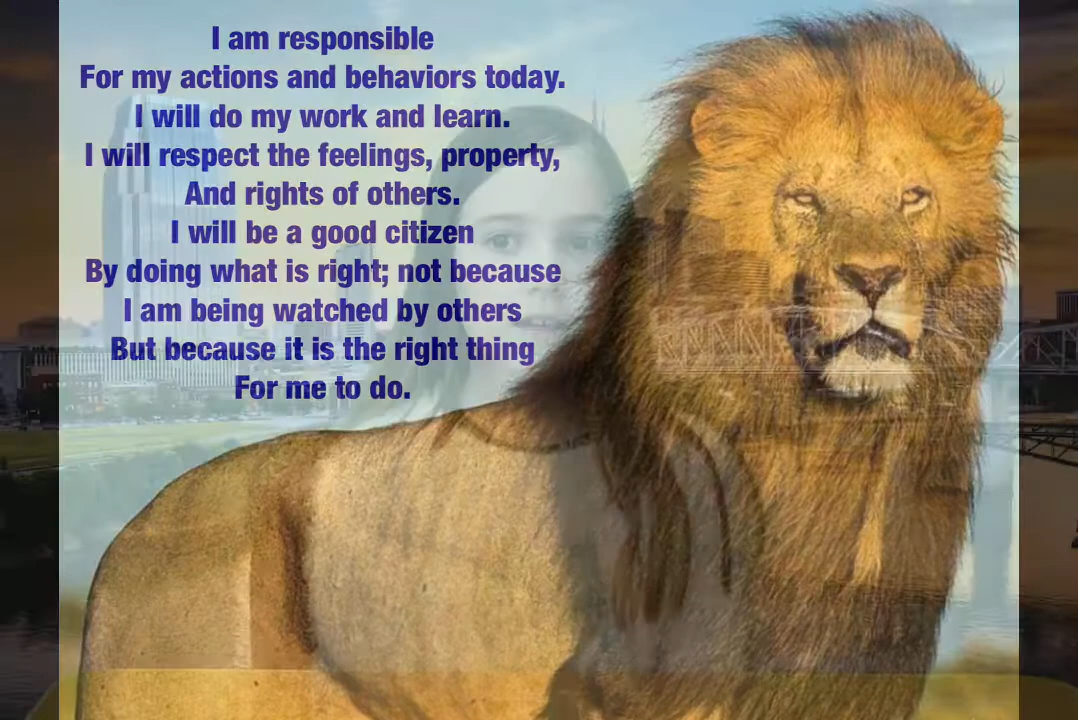 I am responsible
For my actions and behaviors today.
I will do my work and learn.
I will respect the feelings, property,
And rights of others.
I will be a good citizen
By doing what is right; not because
I am being watched by others
But because it is the right thing
For me to do.